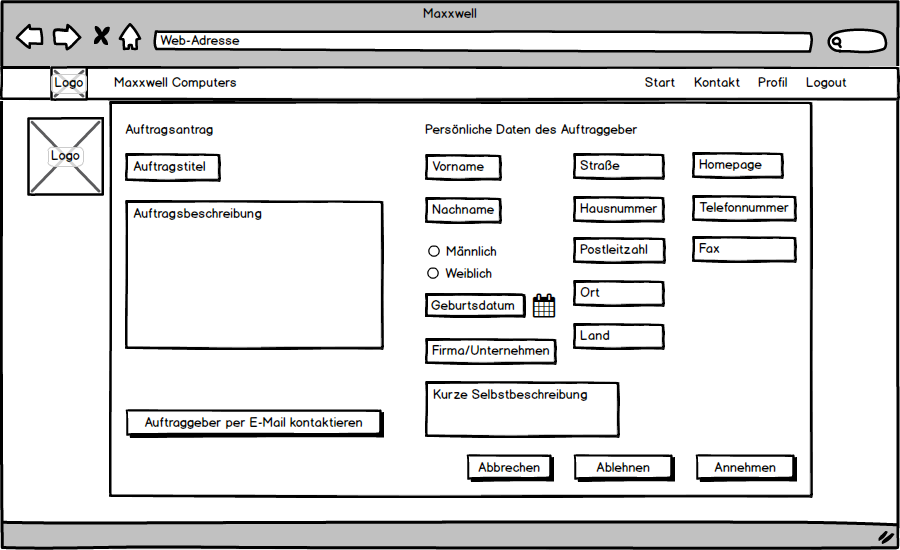 Maxxwell
Web-Adresse
Logo
Maxxwell Computers
Start
Kontakt
Profil
Logout
Logo
Auftragsantrag
Auftragstitel
Auftragsbeschreibung
Auftraggeber per E-Mail kontaktieren
Persönliche Daten des Auftraggeber
Vorname
Nachname
Männlich
Weiblich
Geburtsdatum
Firma/Unternehmen
Kurze Selbstbeschreibung
Straße
Hausnummer
Postleitzahl
Ort
Land
Homepage
Telefonnummer
Fax
Abbrechen
Ablehnen
Annehmen